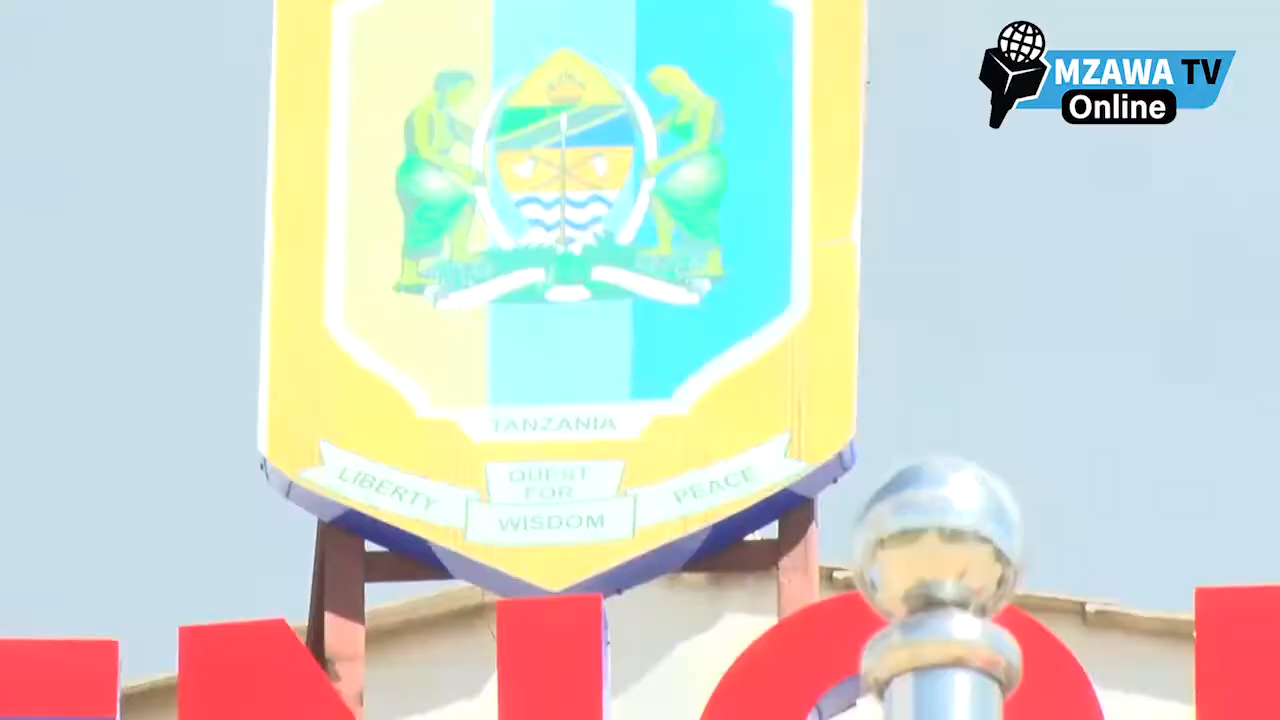 MZAWA TV
Online
TANZANIA
LIBERTY
QUEST
FOR
WISDOM
PEACE